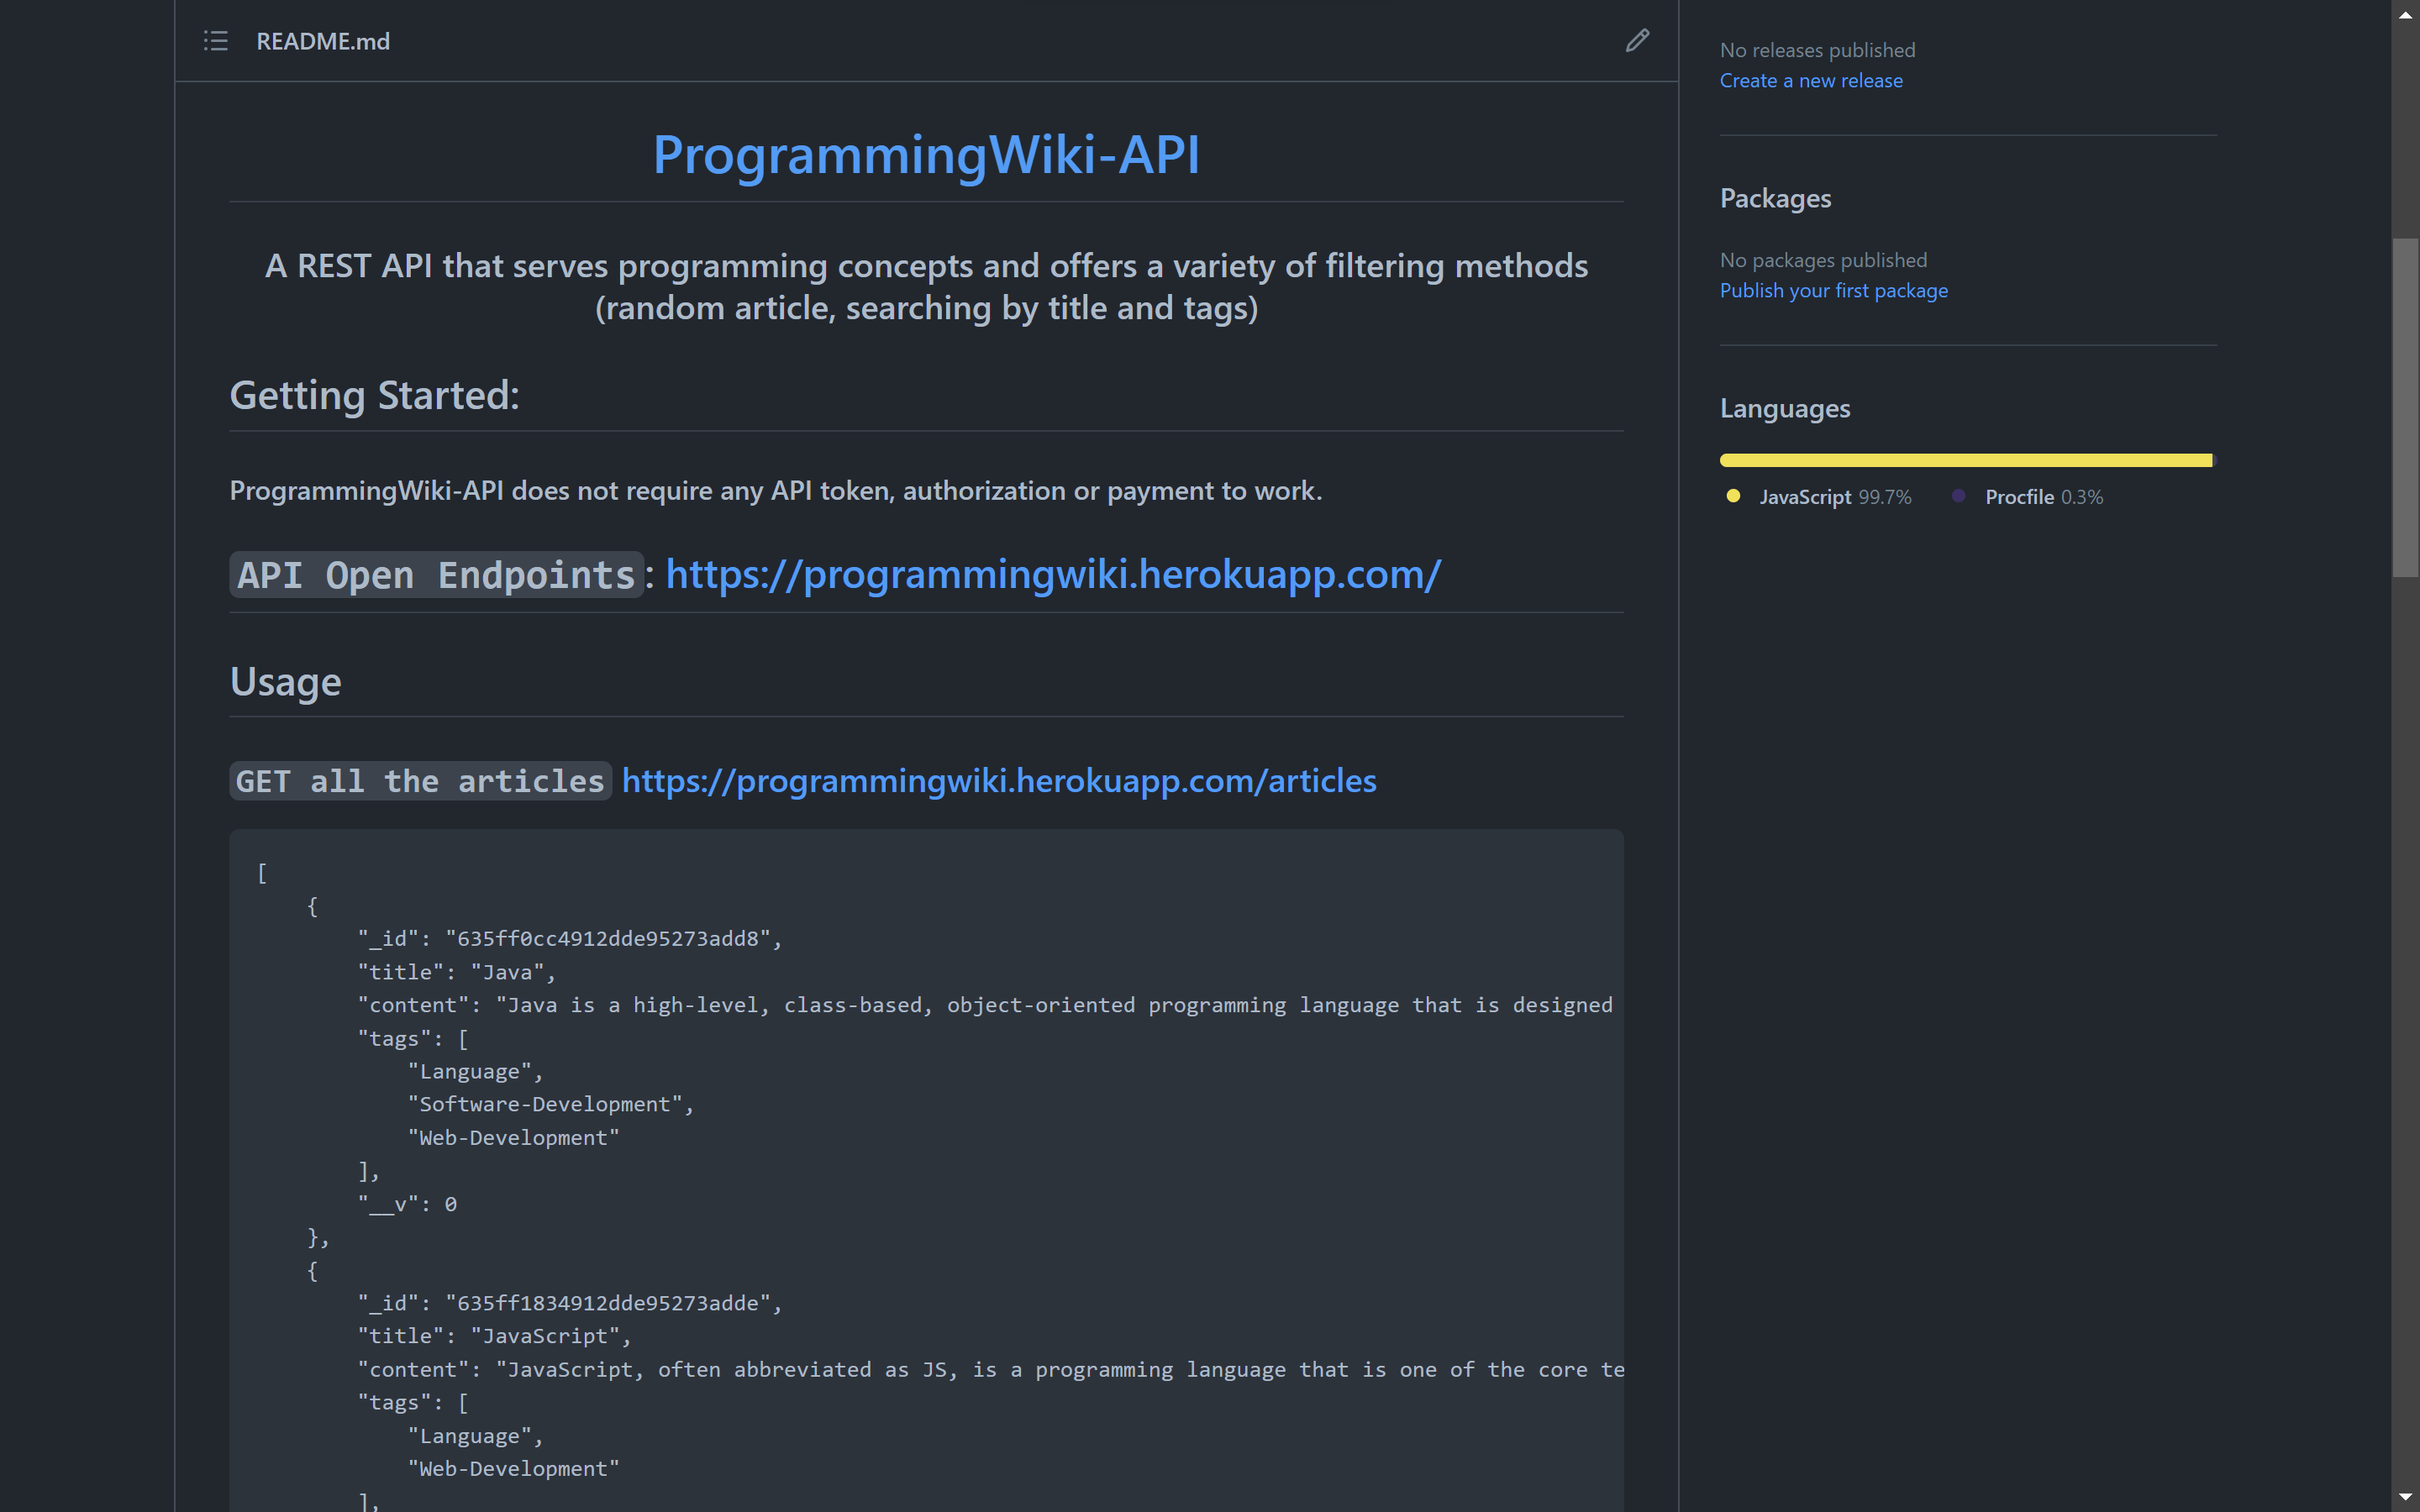 README.md
ProgrammingWiki-API
A REST API that serves programming concepts and offers a variety of filtering methods
(random article, searching by title and tags)
Getting Started:
ProgrammingWiki-API does not require any API token, authorization or payment to work.
API Open Endpoints: https://programmingwiki.herokuapp.com/
Usage
GET all the articles https://programmingwiki.herokuapp.com/articles
[
    {
        "_id": "635ff0cc4912dde95273add8",
        "title": "Java",
        "content": "Java is a high-level, class-based, object-oriented programming language that is designed
        "tags": [
            "Language",
            "Software-Development",
            "Web-Development"
        ],
        "__v": 0
    },
    {
        "_id": "635ff1834912dde95273adde",
        "title": "JavaScript",
        "content": "JavaScript, often abbreviated as JS, is a programming language that is one of the core te
        "tags": [
            "Language",
            "Web-Development"
        ],
No releases published
Create a new release
Packages
No packages published
Publish your first package
Languages
JavaScript 99.7% Procfile 0.3%